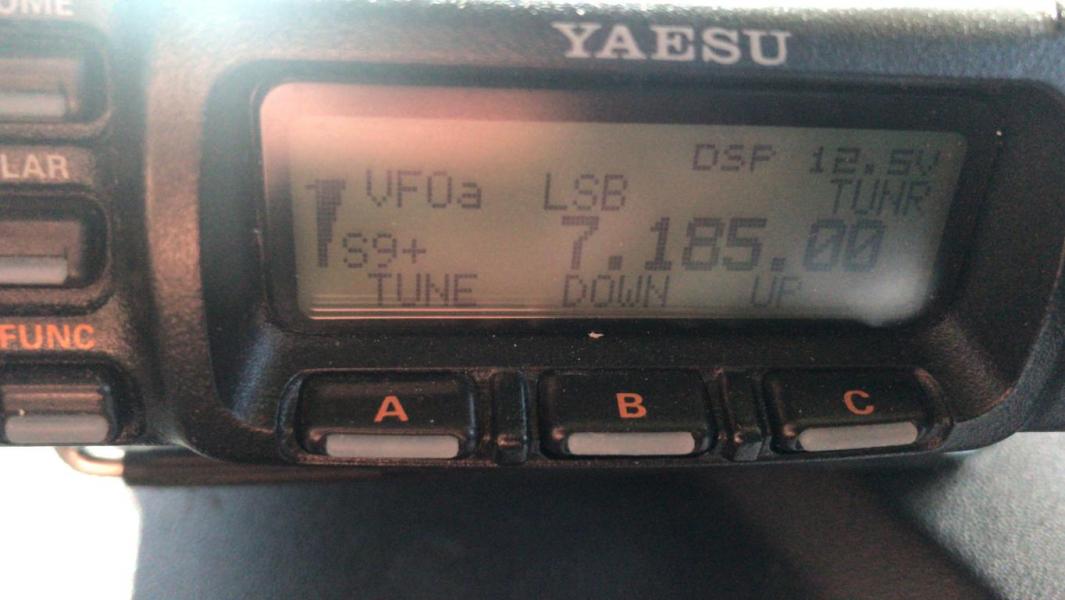 OME
YAESU
LAR
DSP 12.5V
VFOa LSB TUNR
S9+ 7.185.00
TUNE DOWN UP
FUNC
A B C